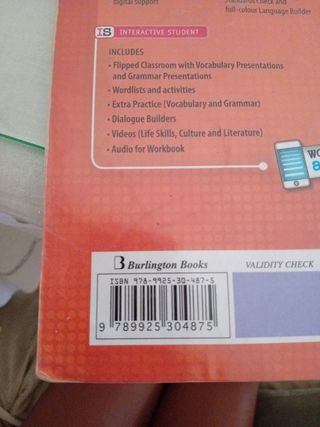 digital support
Standards Check and
full-colour Language Builder
IS INTERACTIVE STUDENT
INCLUDES
• Flipped Classroom with Vocabulary Presentations
and Grammar Presentations
• Wordlists and activities
• Extra Practice (Vocabulary and Grammar)
• Dialogue Builders
• Videos (Life Skills, Culture and Literature)
• Audio for Workbook
WO
B Burlington Books
VALIDITY CHECK
ISBN 978-9925-30-487-5
9 789925 304875